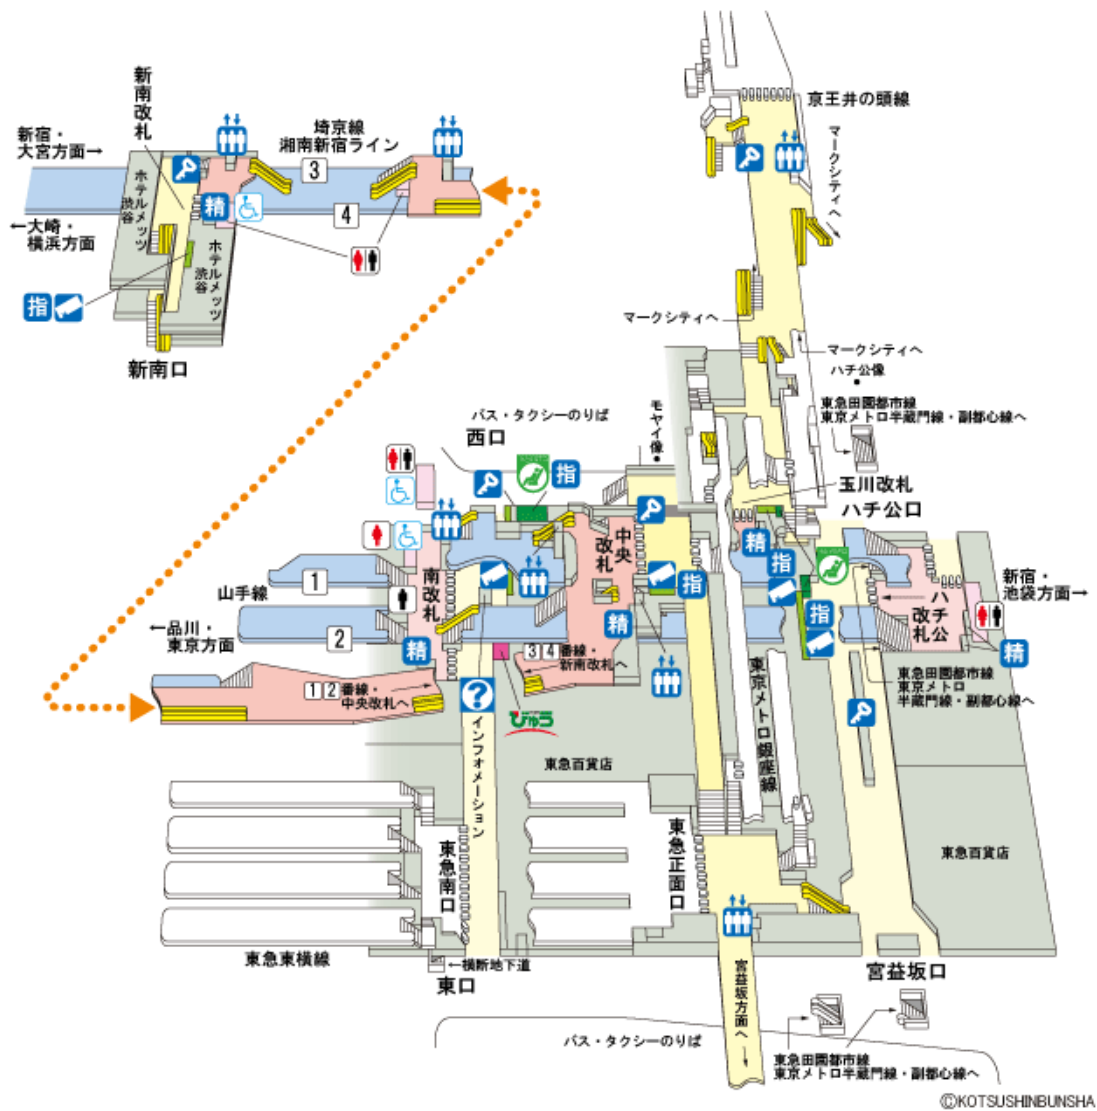 新南改札
新宿・
大宮方面→
埼京線
湘南新宿ライン
3
4
ホテルメッツ
渋谷
精
←大崎・
横浜方面
ホテルメッツ
渋谷
指
新南口
京王井の頭線
マークシティへ
マークシティへ
マークシティへ
ハチ公像
東急田園都市線
東京メトロ半蔵門線・副都心線へ
バス・タクシーのりば
西口
モヤイ像
指
玉川改札
ハチ公口
中央
改札
精
指
南改札
指
1
山手線
2
←品川・
東京方面
精
精
指
ハチ公
改札
新宿・
池袋方面→
精
3 4 番線・
新南改札へ
1 2 番線・
中央改札へ
?
インフォメーション
びゅう
東京メトロ銀座線
東急田園都市線
東京メトロ
半蔵門線・副都心線へ
東急百貨店
東急南口
東急正面口
東急百貨店
東急東横線
←横断地下道
東口
宮益坂方面へ
宮益坂口
バス・タクシーのりば
東急田園都市線
東京メトロ半蔵門線・副都心線へ
©KOTSUSHINBUNSHA